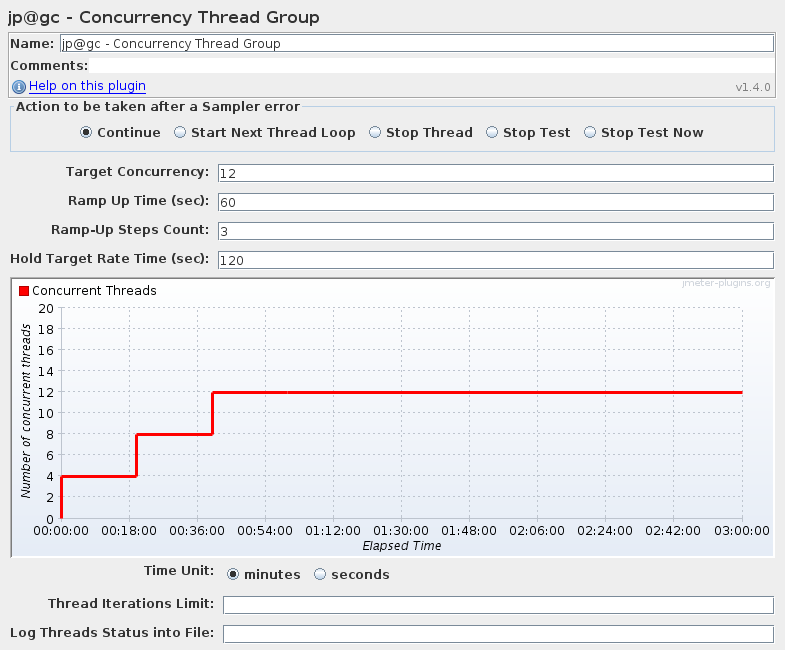 jp@gc - Concurrency Thread Group
Name: jp@gc - Concurrency Thread Group
Comments:
Help on this plugin v1.4.0
Action to be taken after a Sampler error
Continue Start Next Thread Loop Stop Thread Stop Test Stop Test Now
Target Concurrency: 12
Ramp Up Time (sec): 60
Ramp-Up Steps Count: 3
Hold Target Rate Time (sec): 120
jmeter-plugins.org
Concurrent Threads
Number of concurrent threads
20
18
16
14
12
10
8
6
4
2
0
00:00:00 00:18:00 00:36:00 00:54:00 01:12:00 01:30:00 01:48:00 02:06:00 02:24:00 02:42:00 03:00:00
Elapsed Time
Time Unit: minutes seconds
Thread Iterations Limit:
Log Threads Status into File: